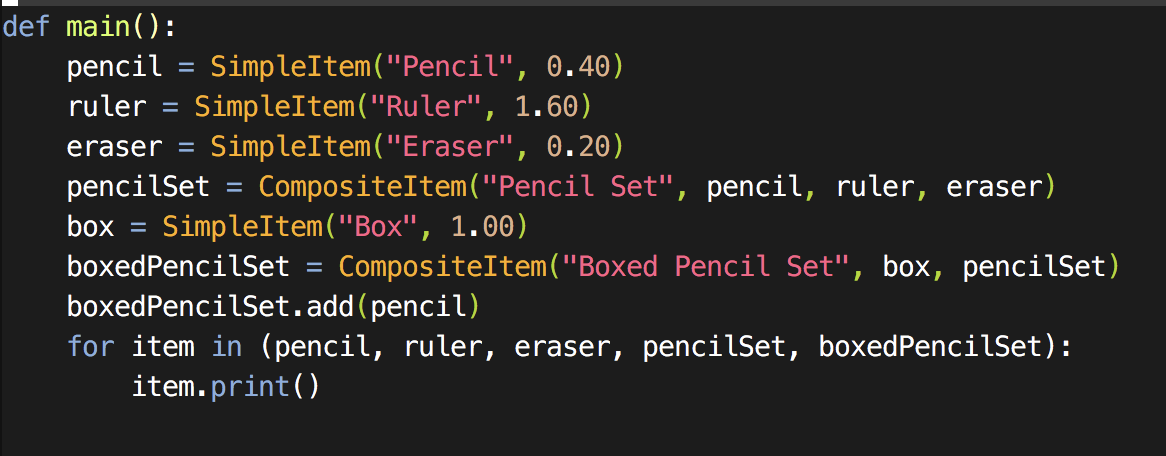 def main():
    pencil = SimpleItem("Pencil", 0.40)
    ruler = SimpleItem("Ruler", 1.60)
    eraser = SimpleItem("Eraser", 0.20)
    pencilSet = CompositeItem("Pencil Set", pencil, ruler, eraser)
    box = SimpleItem("Box", 1.00)
    boxedPencilSet = CompositeItem("Boxed Pencil Set", box, pencilSet)
    boxedPencilSet.add(pencil)
    for item in (pencil, ruler, eraser, pencilSet, boxedPencilSet):
        item.print()